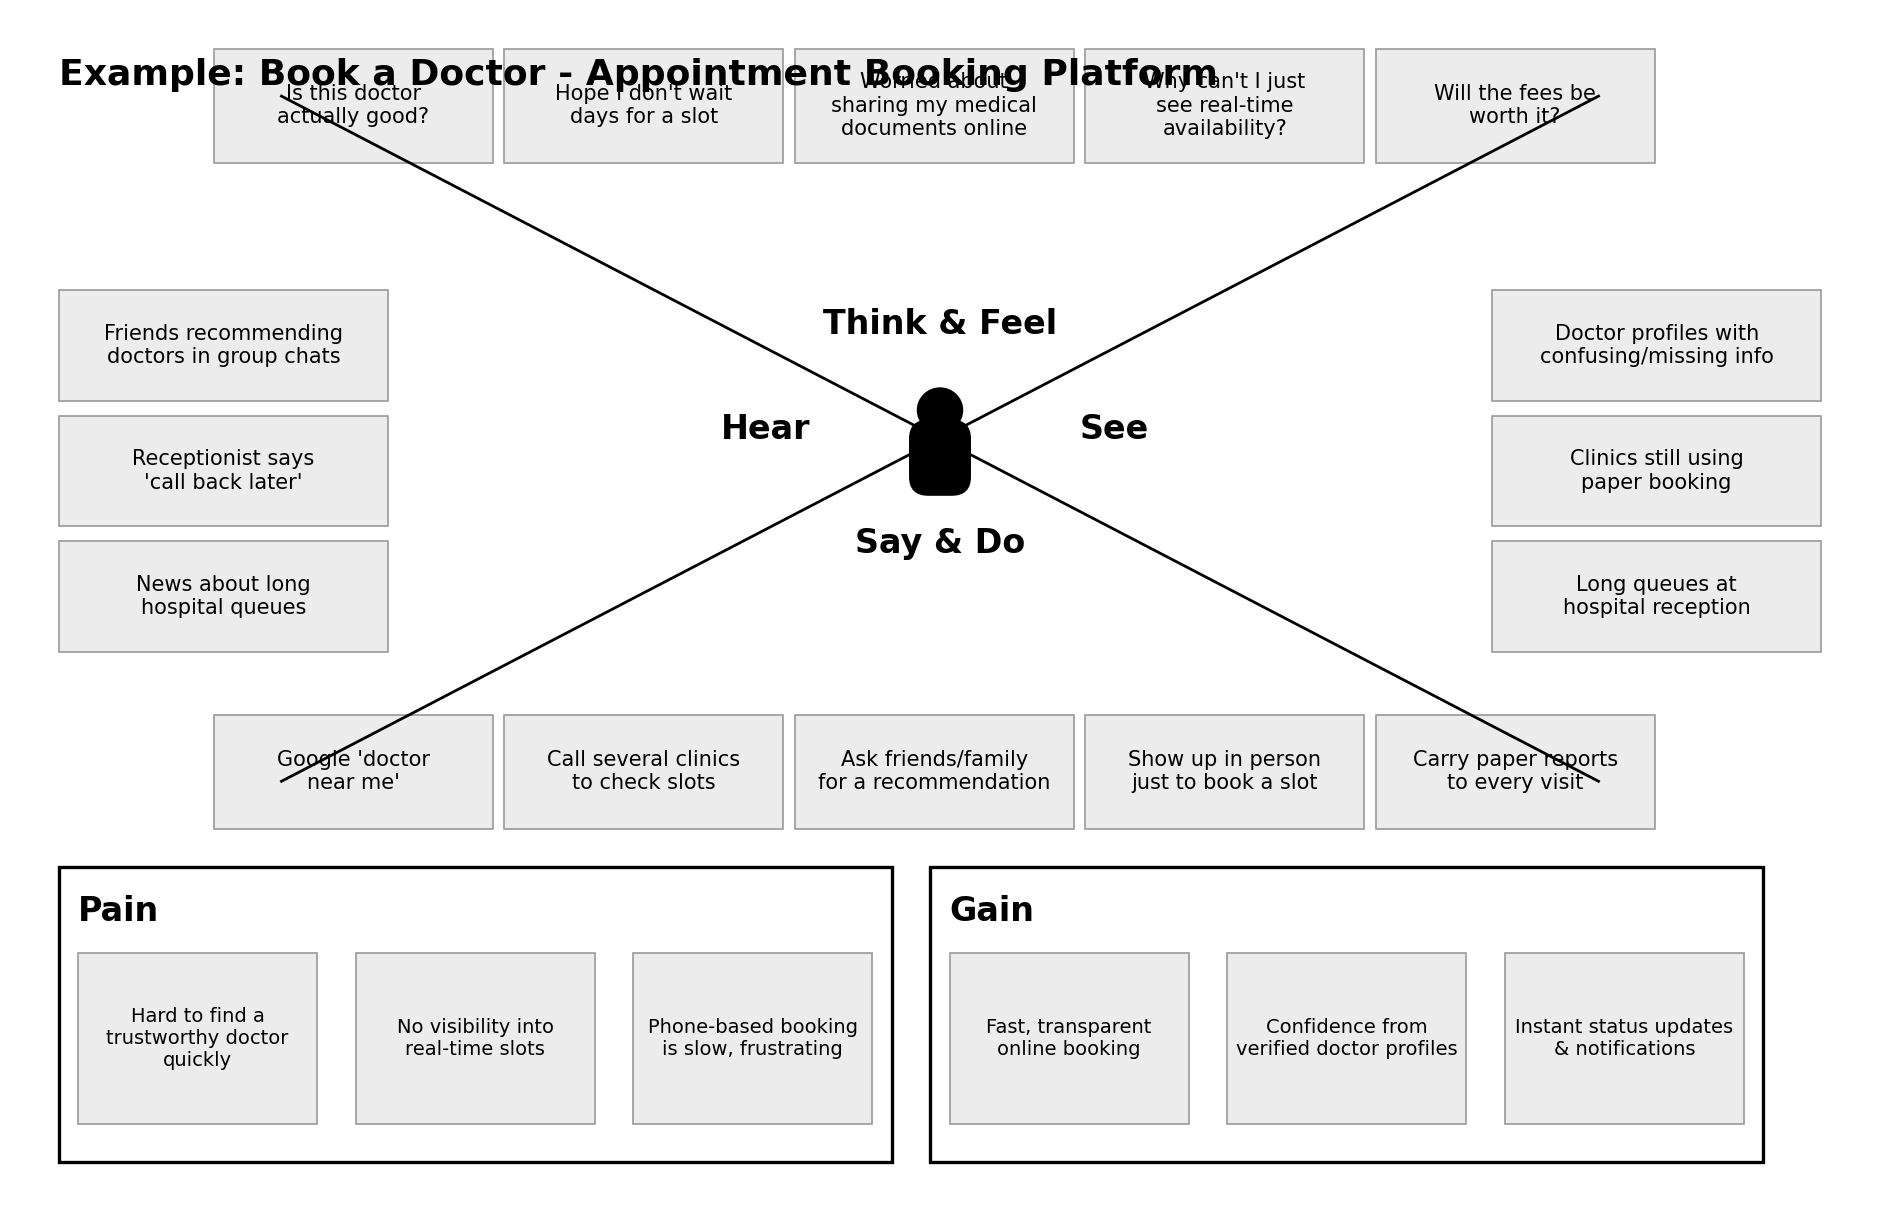 Example: Book a Doctor - Appointment Booking Platform
Is this doctor
actually good?
Hope I don't wait
days for a slot
Worried about
sharing my medical
documents online
Why can't I just
see real-time
availability?
Will the fees be
worth it?
Think & Feel
Friends recommending
doctors in group chats
Receptionist says
'call back later'
News about long
hospital queues
Hear
See
Doctor profiles with
confusing/missing info
Clinics still using
paper booking
Long queues at
hospital reception
Say & Do
Google 'doctor
near me'
Call several clinics
to check slots
Ask friends/family
for a recommendation
Show up in person
just to book a slot
Carry paper reports
to every visit
Pain
Hard to find a
trustworthy doctor
quickly
No visibility into
real-time slots
Phone-based booking
is slow, frustrating
Gain
Fast, transparent
online booking
Confidence from
verified doctor profiles
Instant status updates
& notifications